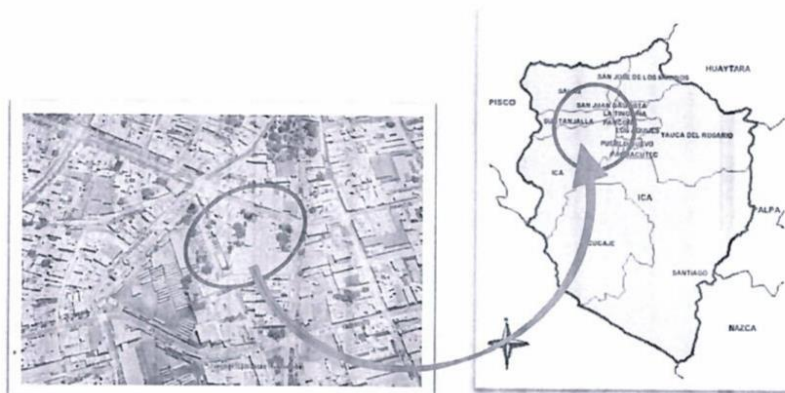 HUAYTARA
SAN JOSE DE LOS MOLINOS
PISCO
SALAS
SAN JUAN BAUTISTA
LA TINGUIÑA
SUBTANJALLA
PARCONA
LOS AQUIJES
YAUCA DEL ROSARIO
PUEBLO NUEVO
PACHACUTEC
ICA
ICA
PALPA
OCUCAJE
SANTIAGO
NAZCA